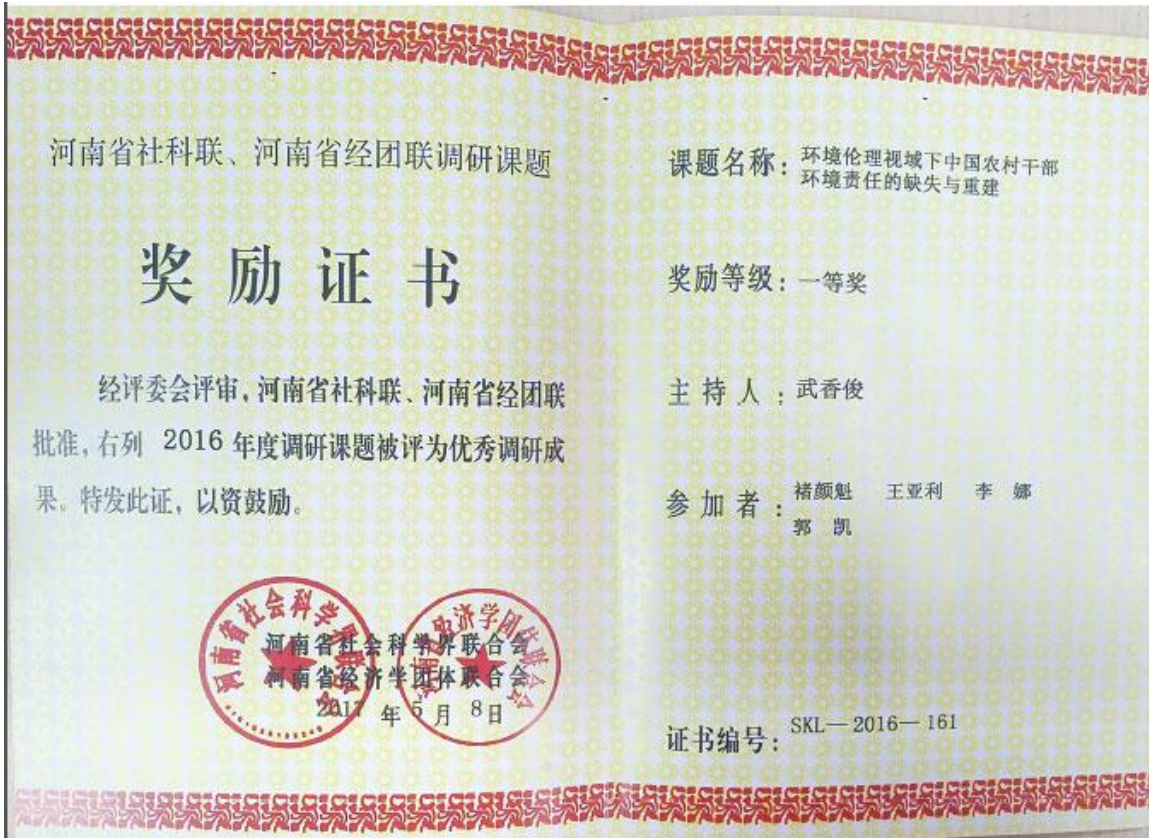 河南省社科联、河南省经团联调研课题
奖励证书
经评委会评审,河南省社科联、河南省经团联
批准,右列 2016 年度调研课题被评为优秀调研成
果。特发此证,以资鼓励。
河南省社会科学界联合会
河南省经济学团体联合会
2017 年 5 月 8日
课题名称:环境伦理视域下中国农村干部
环境责任的缺失与重建
奖励等级:一等奖
主持人:武香俊
参加者:褚颜魁 王亚利 李 娜
郭 凯
证书编号:SKL—2016—161